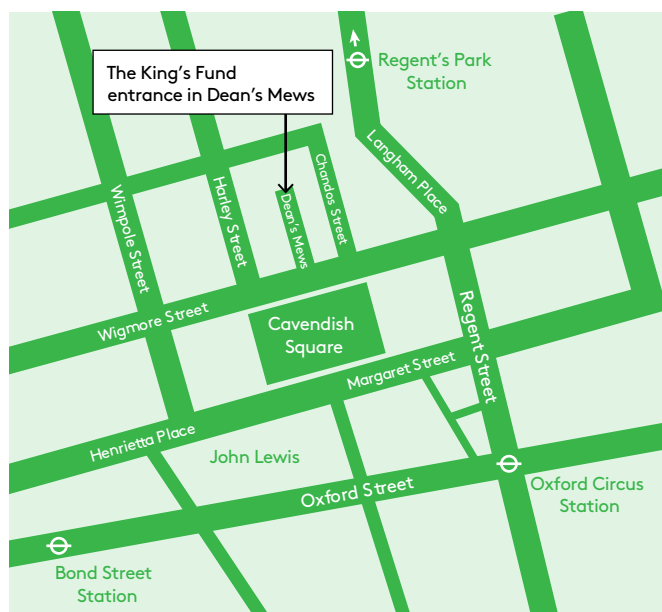 The King's Fund
entrance in Dean's Mews
Regent's Park
Station
Langham Place
Chandos Street
Harley Street
Wimpole Street
Dean's Mews
Wigmore Street
Cavendish
Square
Regent Street
Margaret Street
Henrietta Place
John Lewis
Oxford Street
Oxford Circus
Station
Bond Street
Station